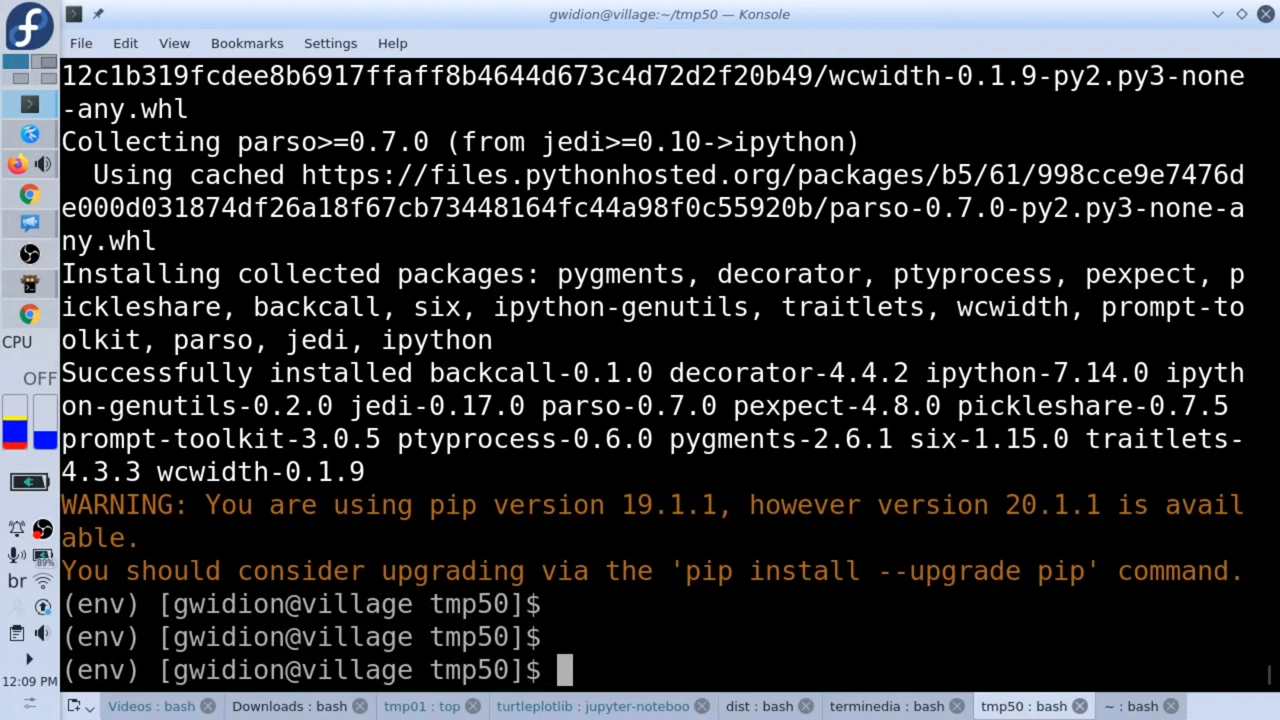 gwidion@village:~/tmp50 — Konsole
File Edit View Bookmarks Settings Help
12c1b319fcdee8b6917ffaff8b4644d673c4d72d2f20b49/wcwidth-0.1.9-py2.py3-none
-any.whl
Collecting parso>=0.7.0 (from jedi>=0.10->ipython)
  Using cached https://files.pythonhosted.org/packages/b5/61/998cce9e7476d
e000d031874df26a18f67cb73448164fc44a98f0c55920b/parso-0.7.0-py2.py3-none-a
ny.whl
Installing collected packages: pygments, decorator, ptyprocess, pexpect, p
ickleshare, backcall, six, ipython-genutils, traitlets, wcwidth, prompt-to
olkit, parso, jedi, ipython
Successfully installed backcall-0.1.0 decorator-4.4.2 ipython-7.14.0 ipyth
on-genutils-0.2.0 jedi-0.17.0 parso-0.7.0 pexpect-4.8.0 pickleshare-0.7.5
prompt-toolkit-3.0.5 ptyprocess-0.6.0 pygments-2.6.1 six-1.15.0 traitlets-
4.3.3 wcwidth-0.1.9
WARNING: You are using pip version 19.1.1, however version 20.1.1 is avail
able.
You should consider upgrading via the 'pip install --upgrade pip' command.
(env) [gwidion@village tmp50]$
(env) [gwidion@village tmp50]$
(env) [gwidion@village tmp50]$
CPU
OFF
89%
br
12:09 PM
Videos : bash Downloads : bash tmp01 : top turtleplotlib : jupyter-noteboo dist : bash terminedia : bash tmp50 : bash ~ : bash